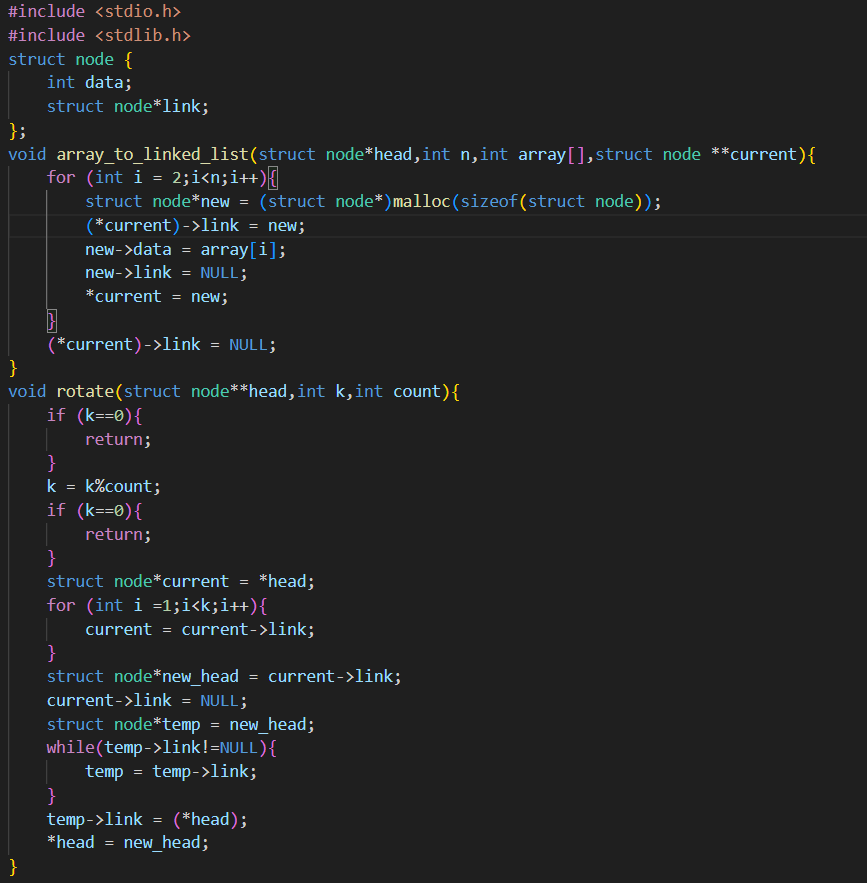 #include <stdio.h>
#include <stdlib.h>
struct node {
    int data;
    struct node*link;
};
void array_to_linked_list(struct node*head,int n,int array[],struct node **current){
    for (int i = 2;i<n;i++){
        struct node*new = (struct node*)malloc(sizeof(struct node));
        (*current)->link = new;
        new->data = array[i];
        new->link = NULL;
        *current = new;
    }
    (*current)->link = NULL;
}
void rotate(struct node**head,int k,int count){
    if (k==0){
        return;
    }
    k = k%count;
    if (k==0){
        return;
    }
    struct node*current = *head;
    for (int i =1;i<k;i++){
        current = current->link;
    }
    struct node*new_head = current->link;
    current->link = NULL;
    struct node*temp = new_head;
    while(temp->link!=NULL){
        temp = temp->link;
    }
    temp->link = (*head);
    *head = new_head;
}